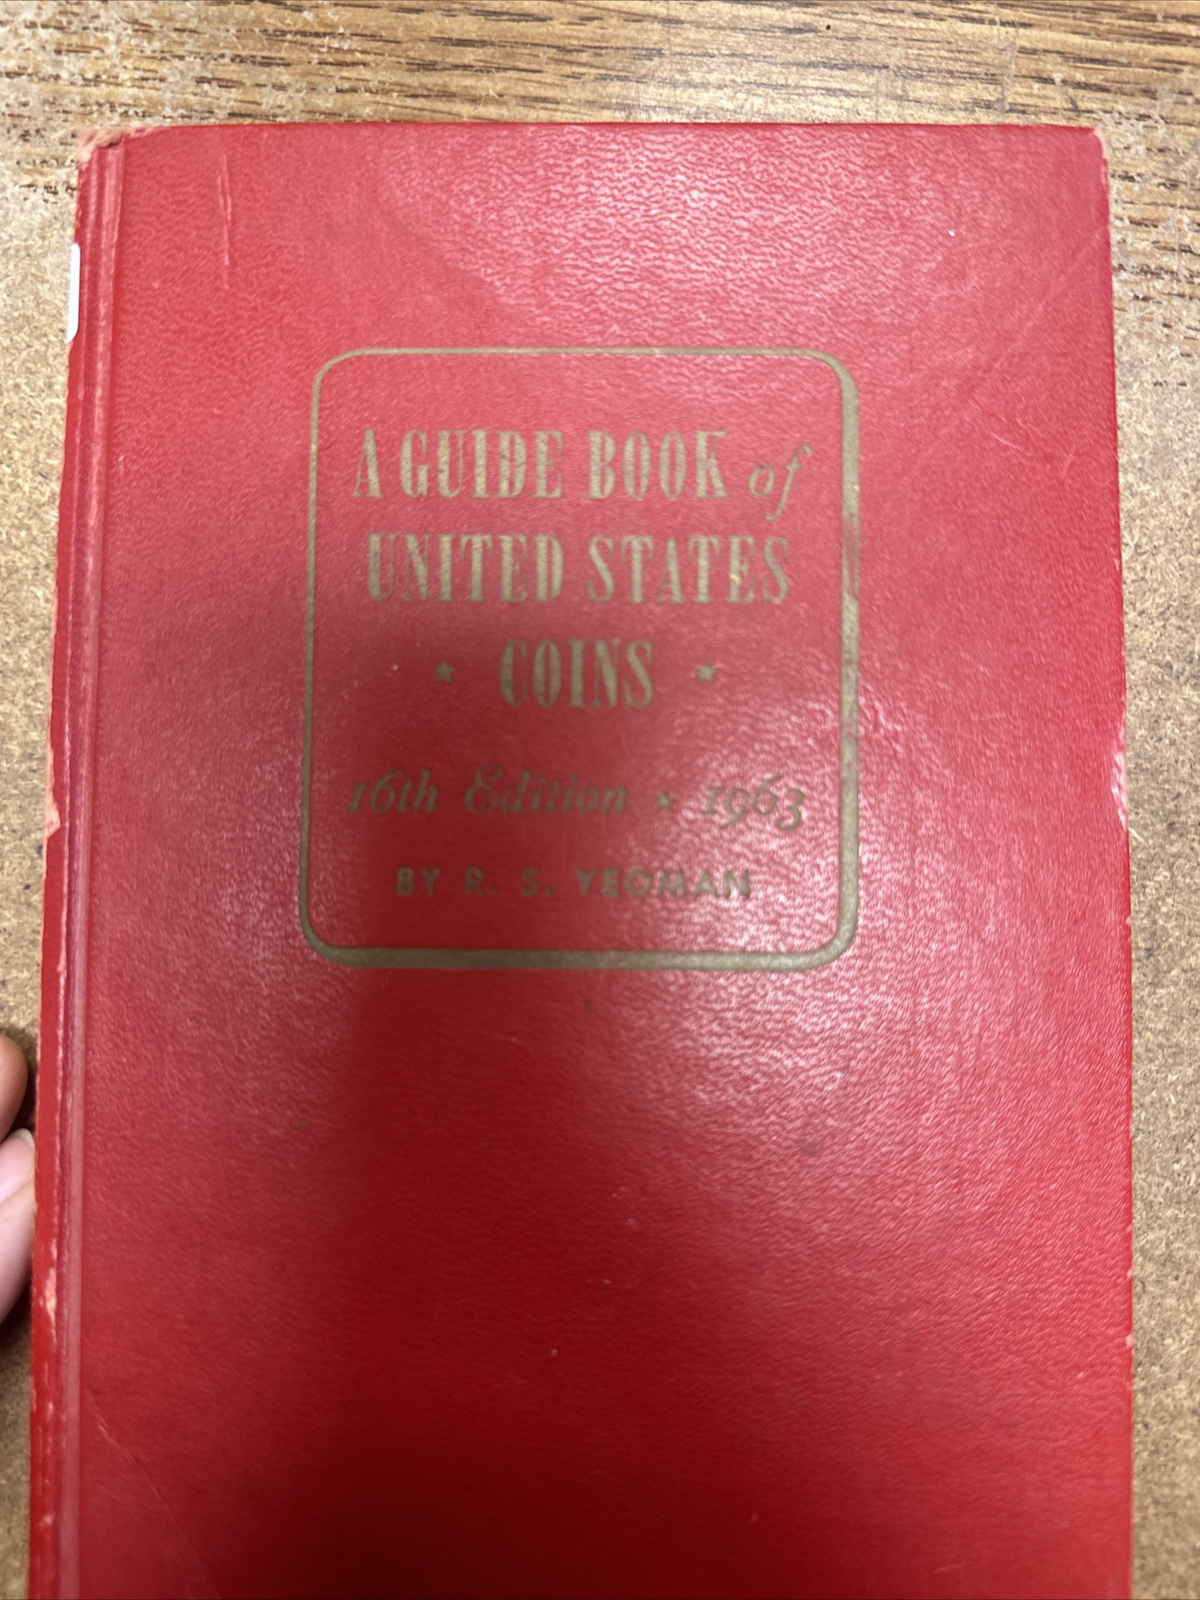 A GUIDE BOOK of
UNITED STATES
★ COINS ★
16th Edition ★ 1963
BY R. S. YEOMAN